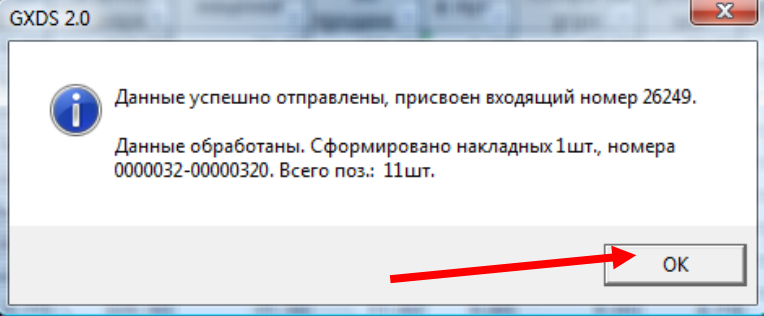 GXDS 2.0
Данные успешно отправлены, присвоен входящий номер 26249.
Данные обработаны. Сформировано накладных 1шт., номера
0000032-00000320. Всего поз.: 11шт.
OK